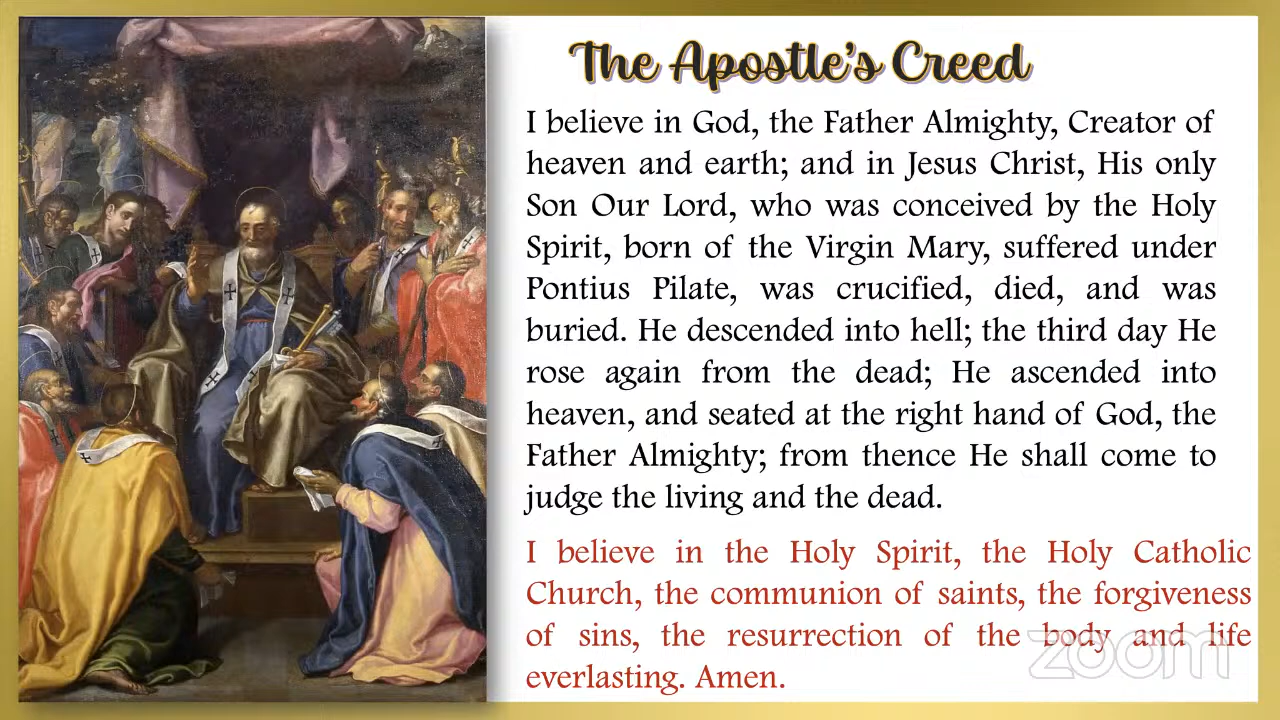 The Apostle's Creed
I believe in God, the Father Almighty, Creator of
heaven and earth; and in Jesus Christ, His only
Son Our Lord, who was conceived by the Holy
Spirit, born of the Virgin Mary, suffered under
Pontius Pilate, was crucified, died, and was
buried. He descended into hell; the third day He
rose again from the dead; He ascended into
heaven, and seated at the right hand of God, the
Father Almighty; from thence He shall come to
judge the living and the dead.
I believe in the Holy Spirit, the Holy Catholic
Church, the communion of saints, the forgiveness
of sins, the resurrection of the body and life
everlasting. Amen.
zoom